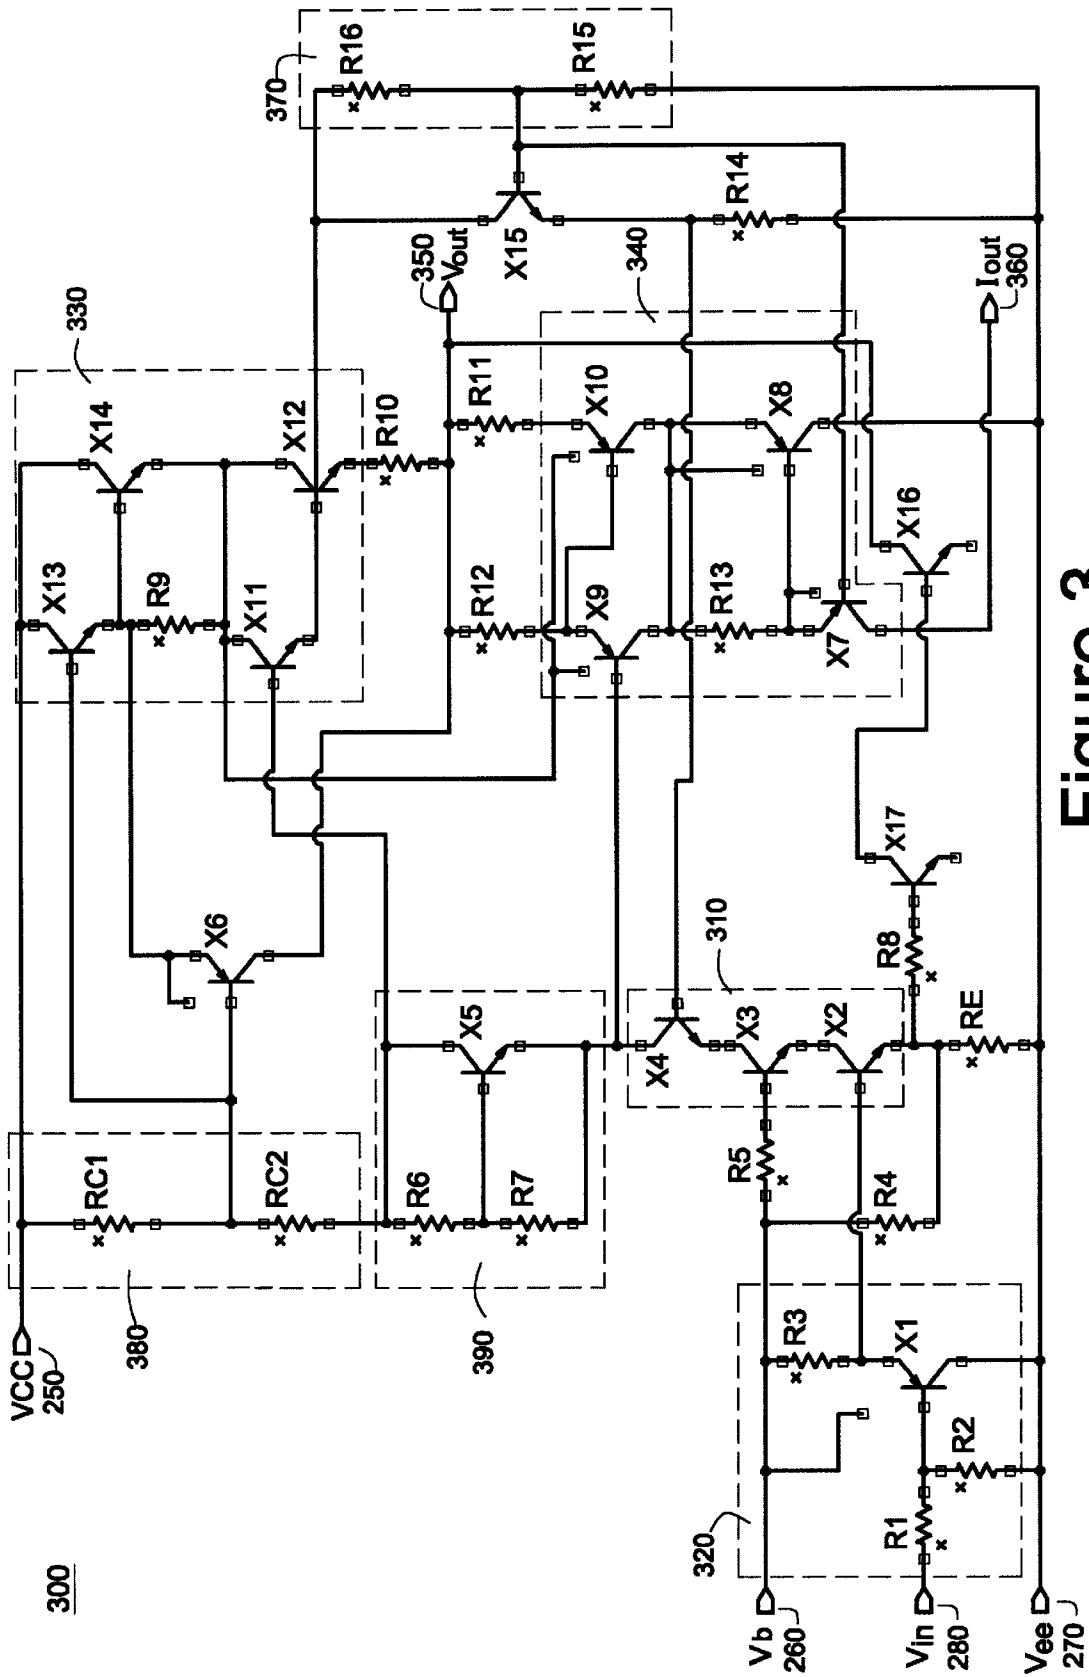 300
VCC
250
380
RC1
RC2
X6
X13
X14
330
R9
X11
X12
R10
370
R16
R15
X15
R14
350
Vout
340
R12
R11
X9
X10
R13
X8
X7
X16
Iout
360
390
R6
R7
X5
310
X4
X3
X2
R5
R4
R8
X17
RE
320
R3
X1
R1
R2
Vb
260
Vin
280
Vee
270
Figure 3